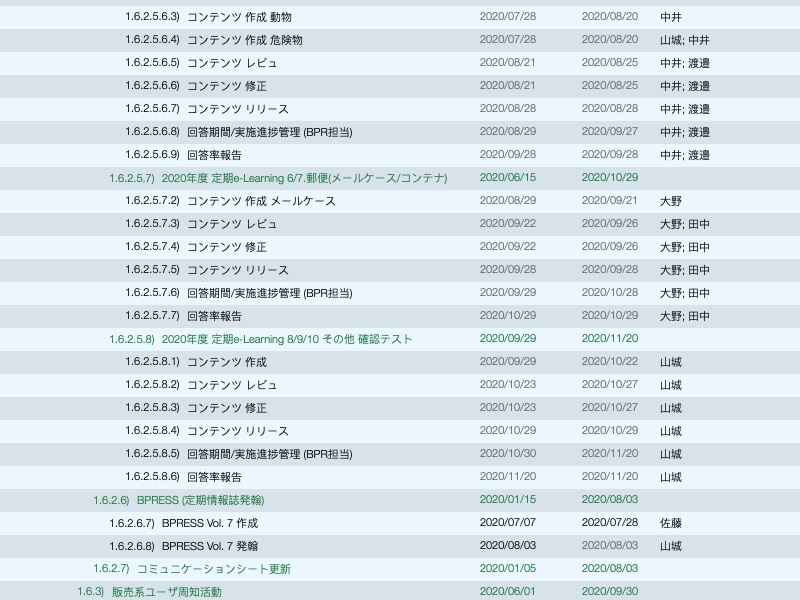 1.6.2.5.6.3) コンテンツ 作成 動物 2020/07/28 2020/08/20 中井
1.6.2.5.6.4) コンテンツ 作成 危険物 2020/07/28 2020/08/20 山城; 中井
1.6.2.5.6.5) コンテンツ レビュ 2020/08/21 2020/08/25 中井; 渡邉
1.6.2.5.6.6) コンテンツ 修正 2020/08/21 2020/08/25 中井; 渡邉
1.6.2.5.6.7) コンテンツ リリース 2020/08/28 2020/08/28 中井; 渡邉
1.6.2.5.6.8) 回答期間/実施進捗管理 (BPR担当) 2020/08/29 2020/09/27 中井; 渡邉
1.6.2.5.6.9) 回答率報告 2020/09/28 2020/09/28 中井; 渡邉
1.6.2.5.7) 2020年度 定期e-Learning 6/7.郵便(メールケース/コンテナ) 2020/06/15 2020/10/29
1.6.2.5.7.2) コンテンツ 作成 メールケース 2020/08/29 2020/09/21 大野
1.6.2.5.7.3) コンテンツ レビュ 2020/09/22 2020/09/26 大野; 田中
1.6.2.5.7.4) コンテンツ 修正 2020/09/22 2020/09/26 大野; 田中
1.6.2.5.7.5) コンテンツ リリース 2020/09/28 2020/09/28 大野; 田中
1.6.2.5.7.6) 回答期間/実施進捗管理 (BPR担当) 2020/09/29 2020/10/28 大野; 田中
1.6.2.5.7.7) 回答率報告 2020/10/29 2020/10/29 大野; 田中
1.6.2.5.8) 2020年度 定期e-Learning 8/9/10 その他 確認テスト 2020/09/29 2020/11/20
1.6.2.5.8.1) コンテンツ 作成 2020/09/29 2020/10/22 山城
1.6.2.5.8.2) コンテンツ レビュ 2020/10/23 2020/10/27 山城
1.6.2.5.8.3) コンテンツ 修正 2020/10/23 2020/10/27 山城
1.6.2.5.8.4) コンテンツ リリース 2020/10/29 2020/10/29 山城
1.6.2.5.8.5) 回答期間/実施進捗管理 (BPR担当) 2020/10/30 2020/11/20 山城
1.6.2.5.8.6) 回答率報告 2020/11/20 2020/11/20 山城
1.6.2.6) BPRESS (定期情報誌発翰) 2020/01/15 2020/08/03
1.6.2.6.7) BPRESS Vol. 7 作成 2020/07/07 2020/07/28 佐藤
1.6.2.6.8) BPRESS Vol. 7 発翰 2020/08/03 2020/08/03 山城
1.6.2.7) コミュニケーションシート更新 2020/01/05 2020/08/03
1.6.3) 販売系ユーザ周知活動 2020/06/01 2020/09/30